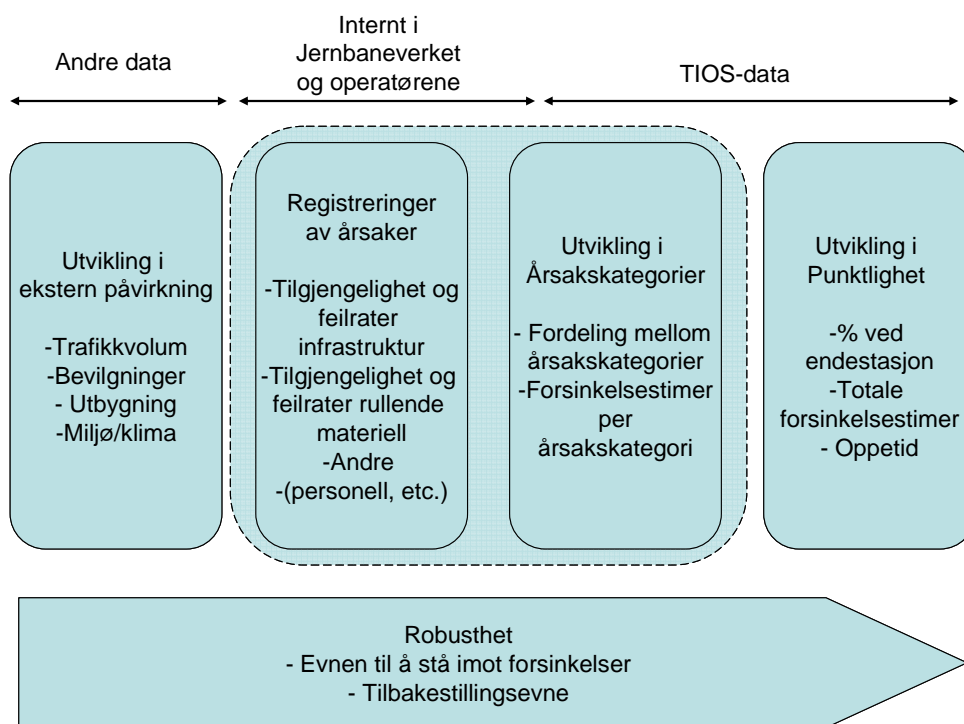 Andre data
Internt i
Jernbaneverket
og operatørene
TIOS-data
Utvikling i
ekstern påvirkning
-Trafikkvolum
-Bevilgninger
- Utbygning
-Miljø/klima
Registreringer
av årsaker
-Tilgjengelighet og
feilrater
infrastruktur
-Tilgjengelighet og
feilrater rullende
materiell
-Andre
-(personell, etc.)
Utvikling i
Årsakskategorier
- Fordeling mellom
årsakskategorier
-Forsinkelsestimer
per
årsakskategori
Utvikling i
Punktlighet
-% ved
endestasjon
-Totale
forsinkelsestimer
- Oppetid
Robusthet
- Evnen til å stå imot forsinkelser
- Tilbakestillingsevne